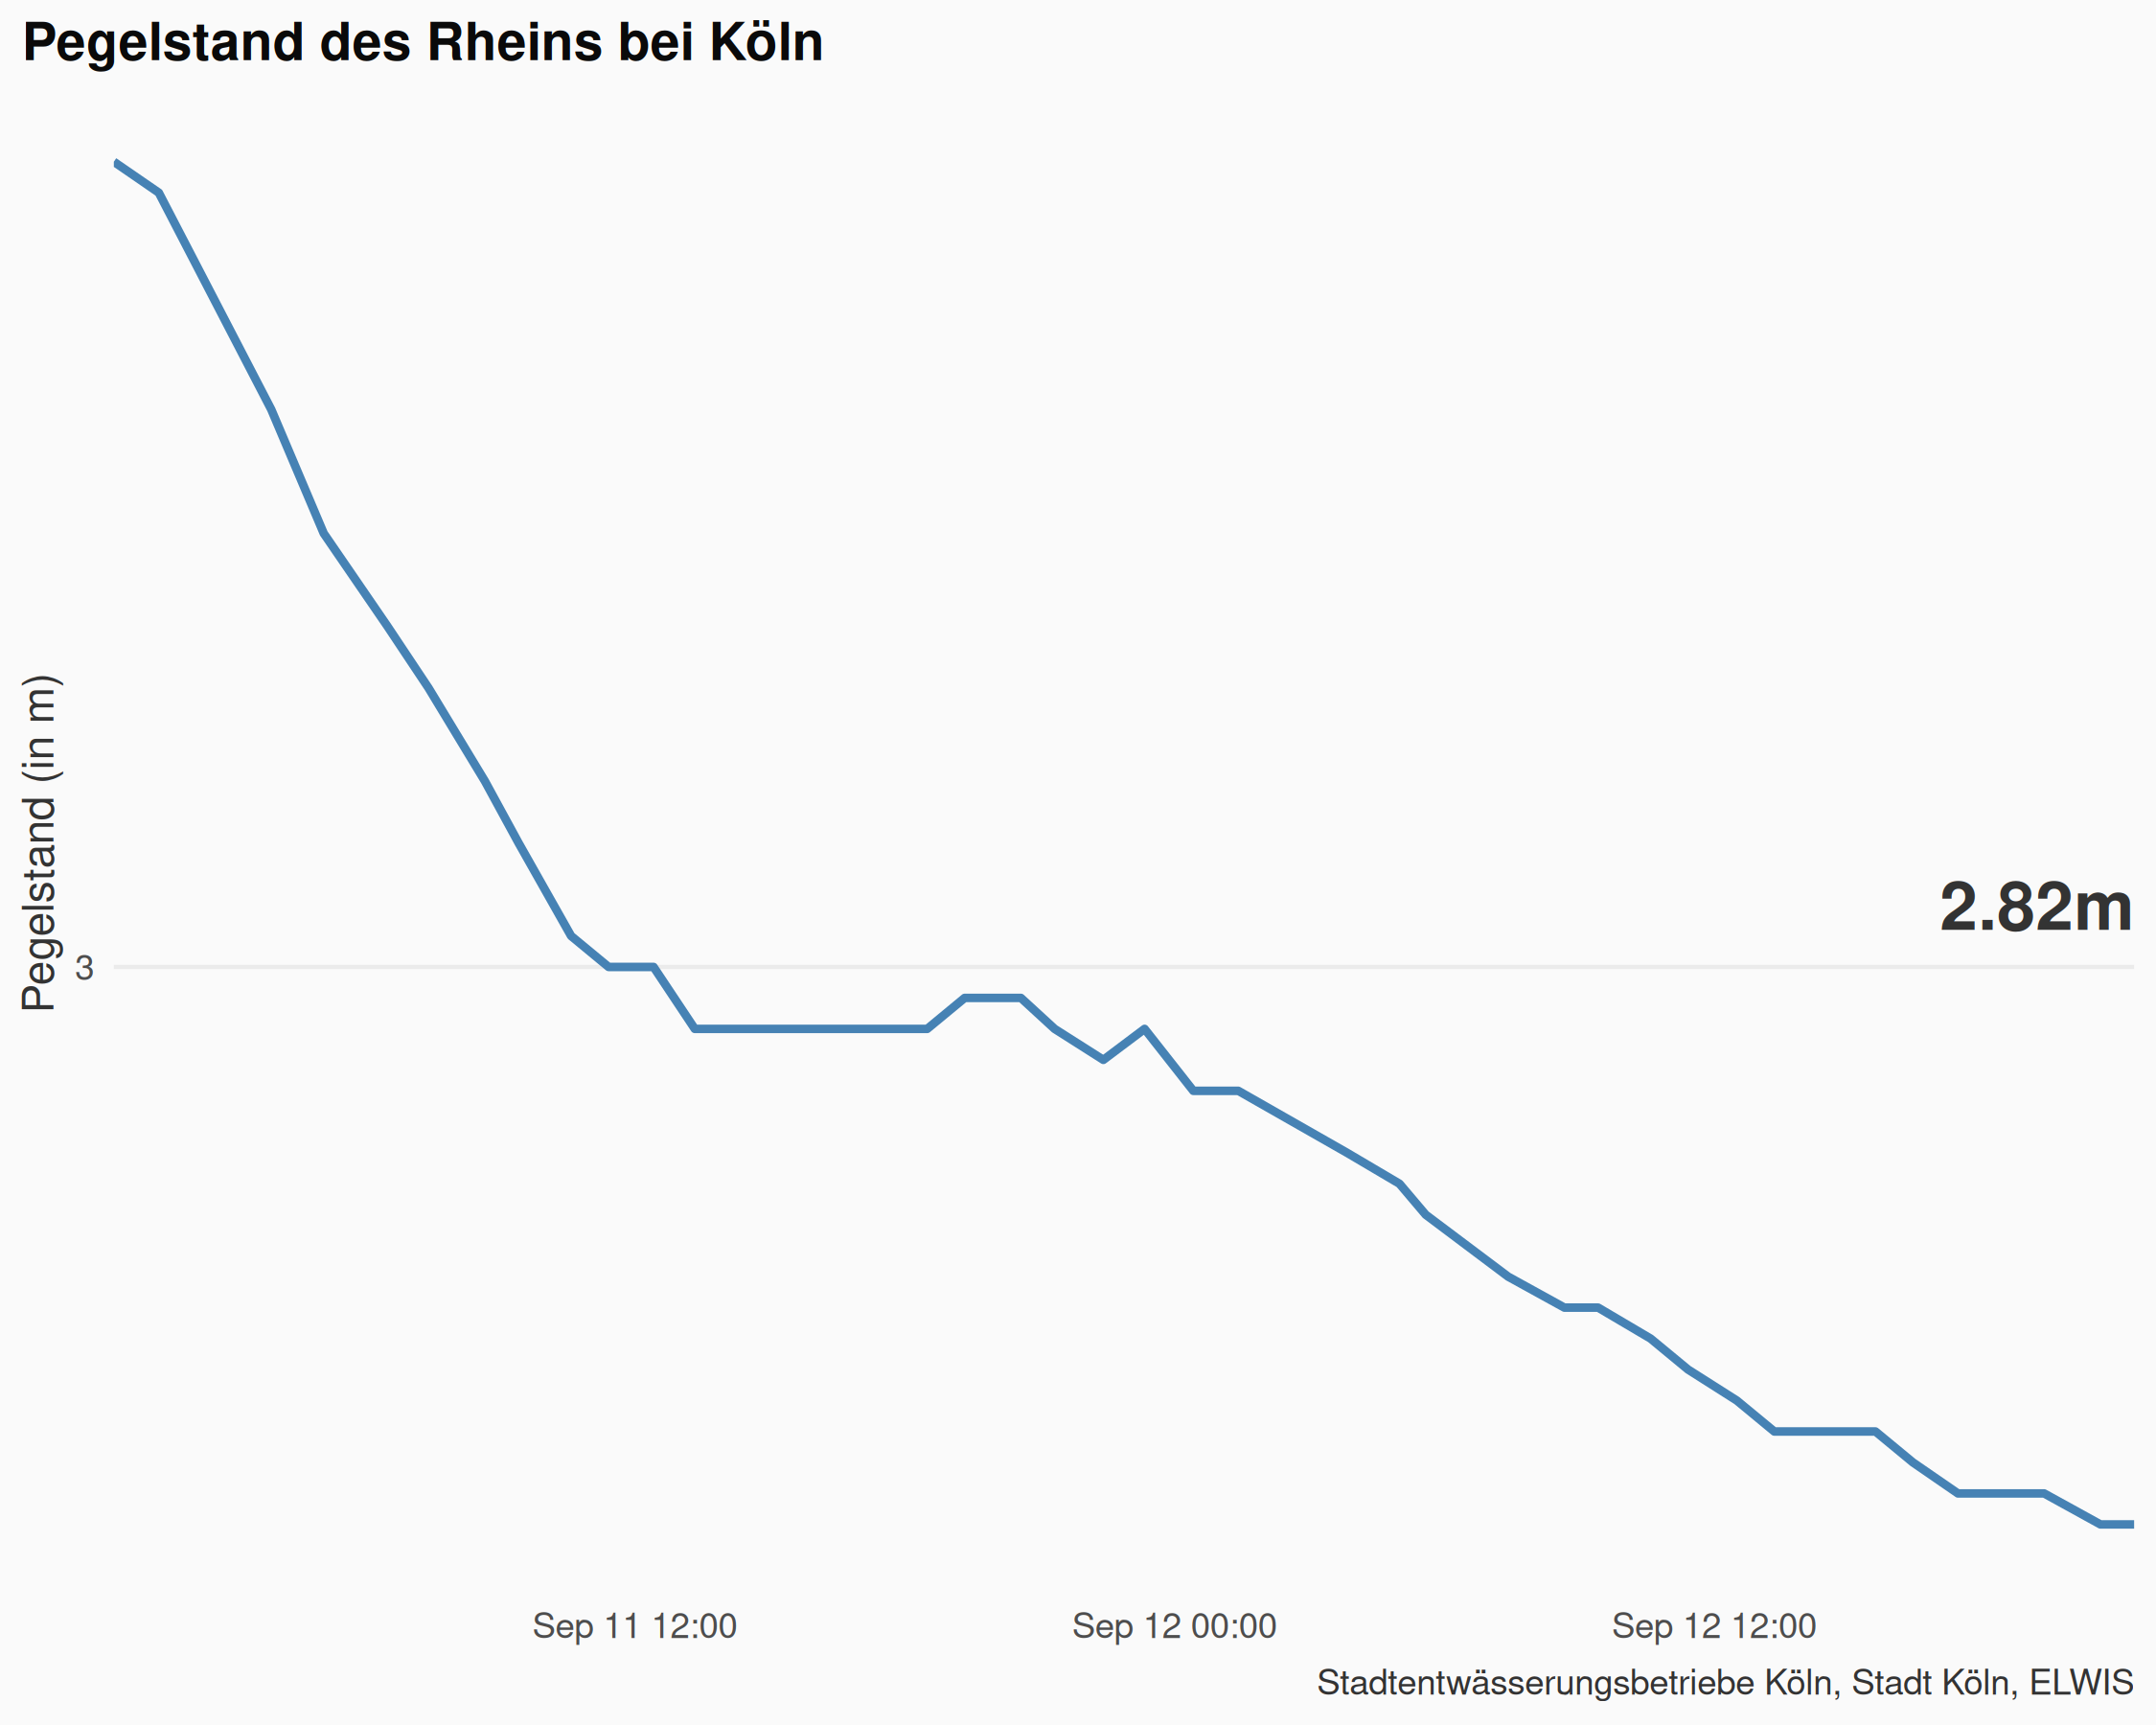 Pegelstand des Rheins bei Köln
Pegelstand (in m)
3
2.82m
Sep 11 12:00
Sep 12 00:00
Sep 12 12:00
Stadtentwässerungsbetriebe Köln, Stadt Köln, ELWIS